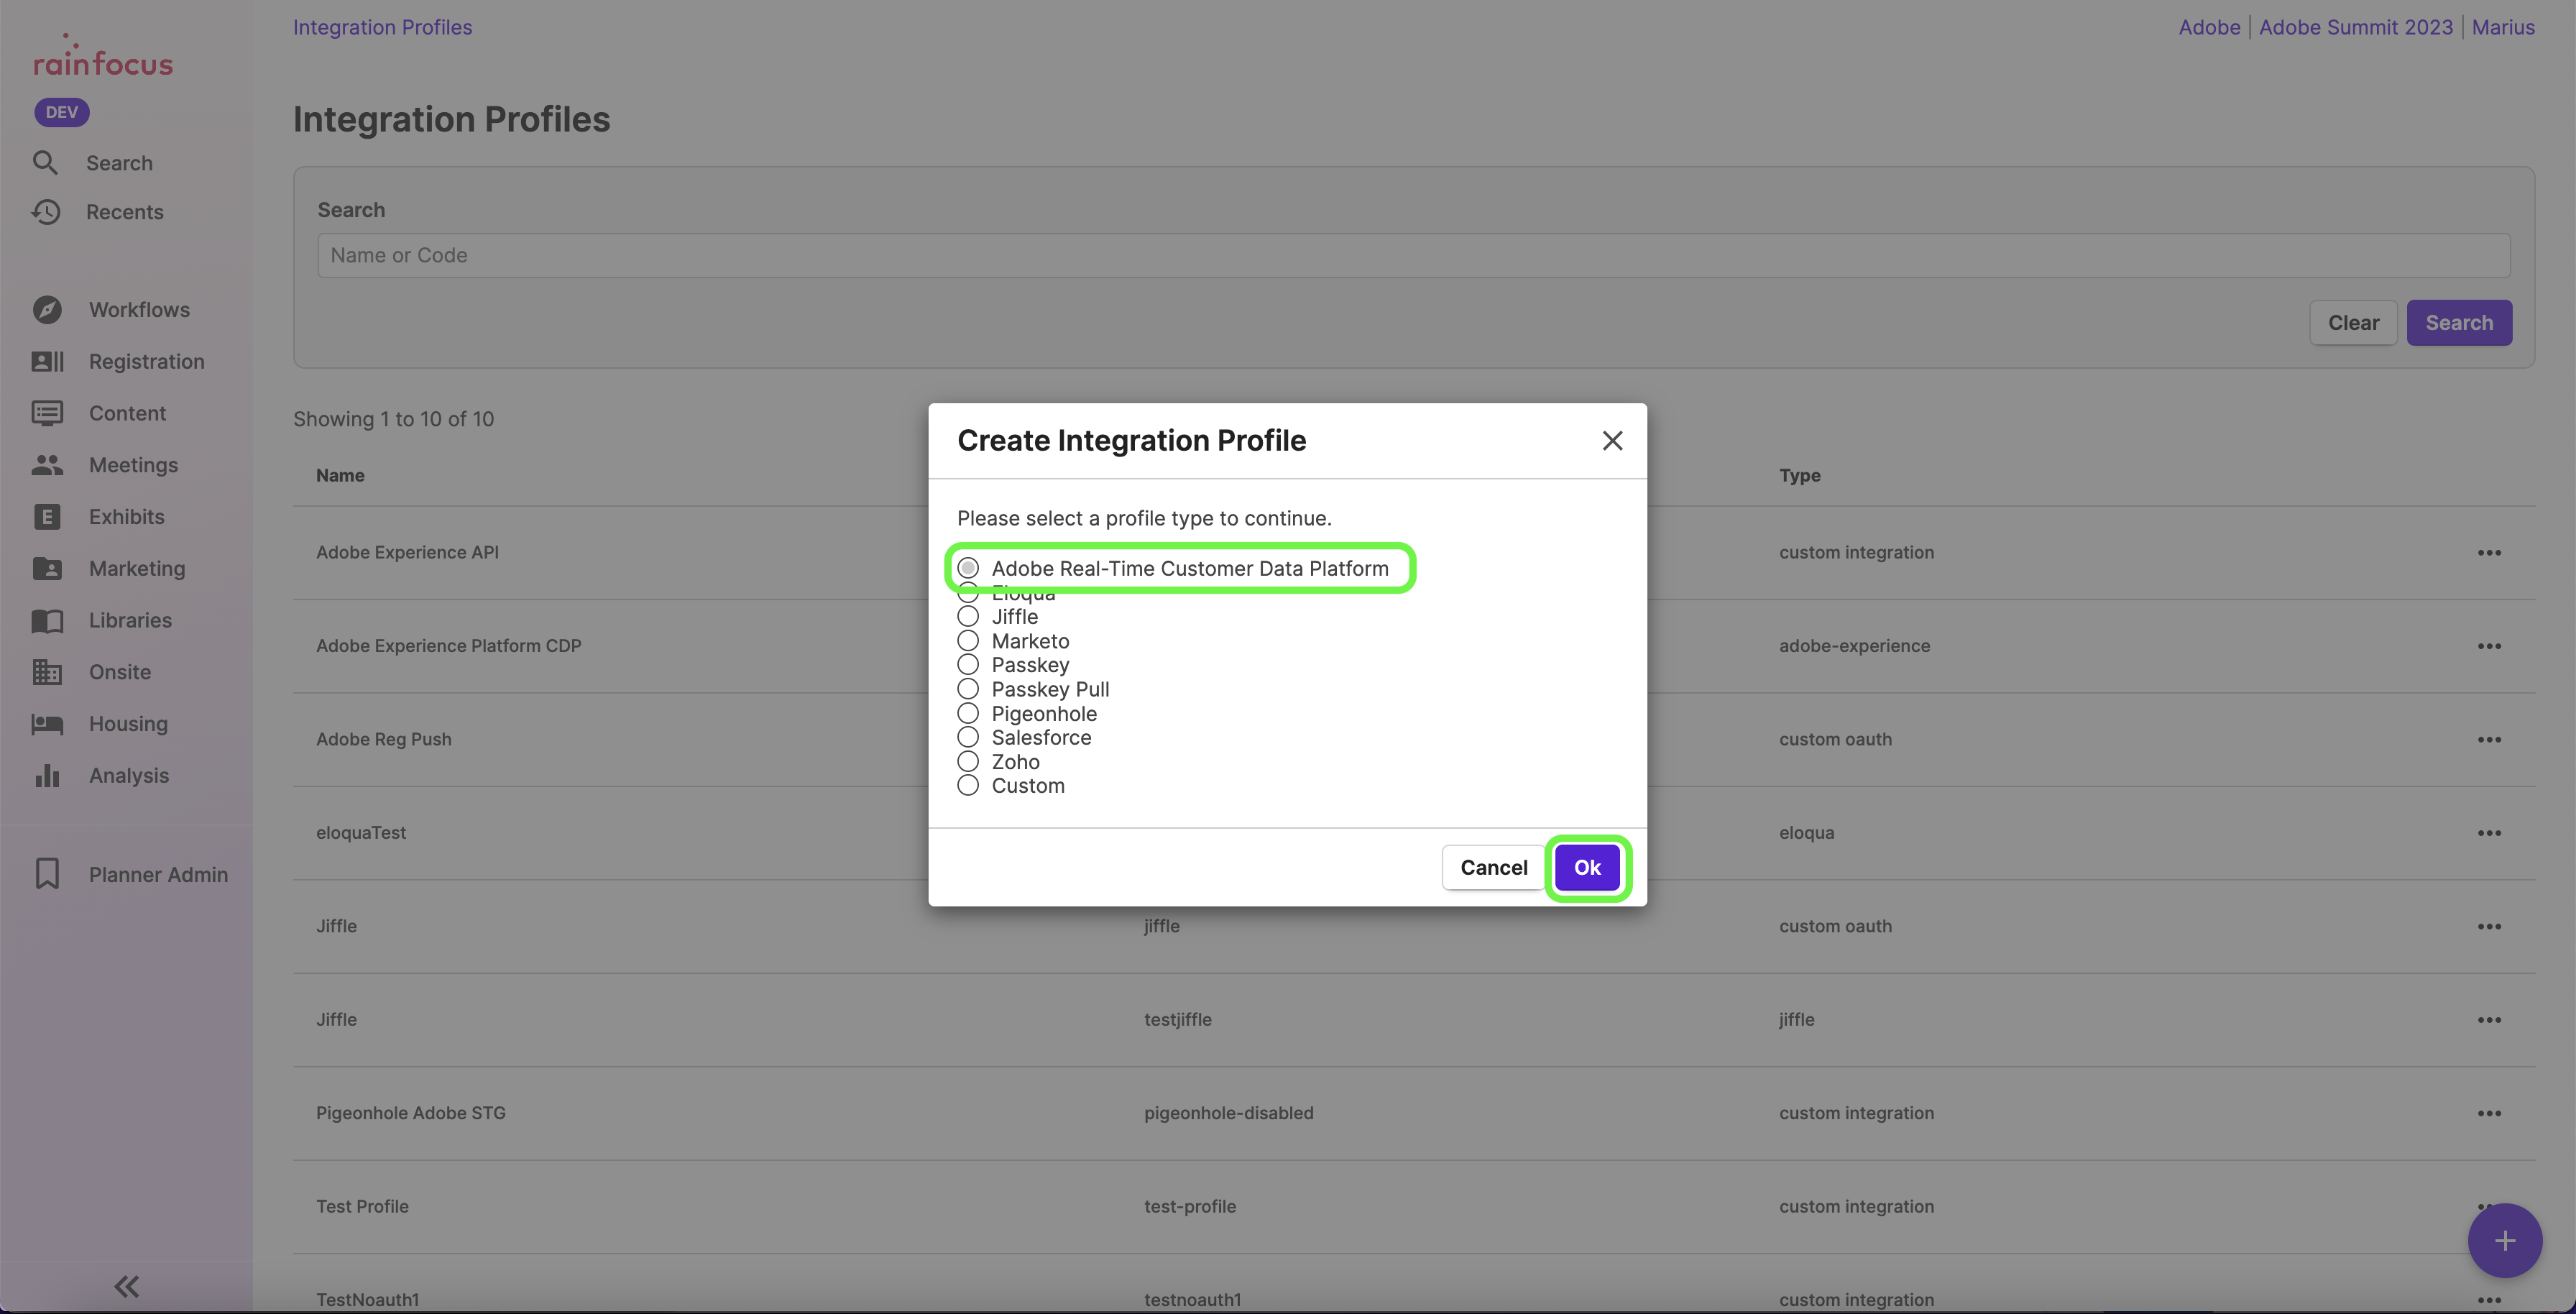 Integration Profiles
Adobe | Adobe Summit 2023 | Marius
rainfocus
DEV
Search
Recents
Workflows
Registration
Content
Meetings
E Exhibits
Marketing
Libraries
Onsite
Housing
Analysis
Planner Admin
Integration Profiles
Search
Name or Code
Clear Search
Showing 1 to 10 of 10
Name Type
Adobe Experience API custom integration
Adobe Experience Platform CDP adobe-experience
Adobe Reg Push custom oauth
eloquaTest eloqua
Jiffle jiffle custom oauth
Jiffle testjiffle jiffle
Pigeonhole Adobe STG pigeonhole-disabled custom integration
Test Profile test-profile custom integration
TestNoauth1 testnoauth1 custom integration
Create Integration Profile
Please select a profile type to continue.
Adobe Real-Time Customer Data Platform
Eloqua
Jiffle
Marketo
Passkey
Passkey Pull
Pigeonhole
Salesforce
Zoho
Custom
Cancel Ok